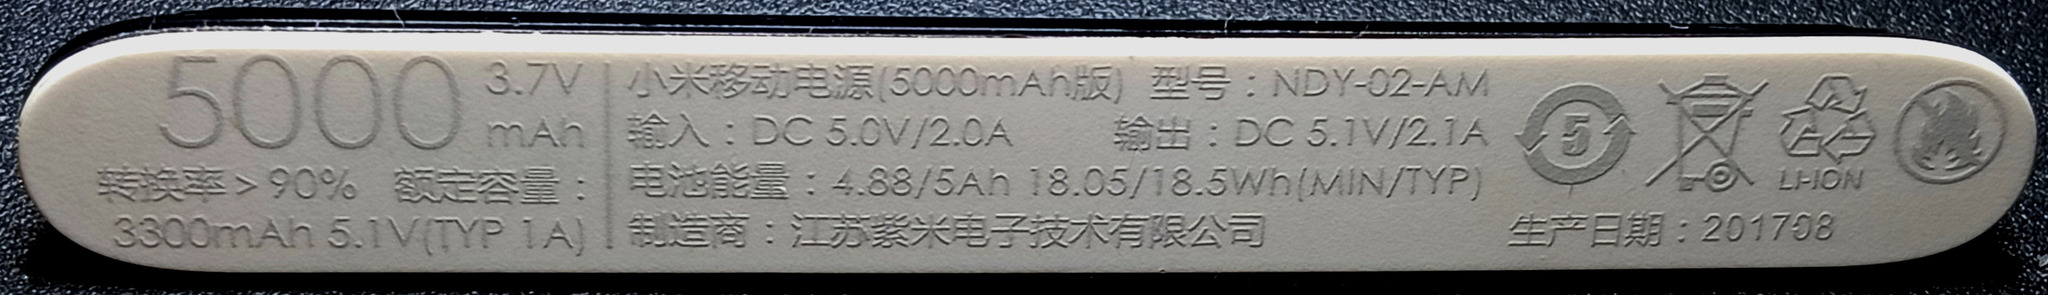 5000 3.7V
mAh
转换率 > 90% 额定容量：
3300mAh 5.1V(TYP 1A)
小米移动电源(5000mAh版) 型号：NDY-02-AM
输入：DC 5.0V/2.0A 输出：DC 5.1V/2.1A
电池能量：4.88/5Ah 18.05/18.5Wh(MIN/TYP)
制造商：江苏紫米电子技术有限公司
5
LI-ION
生产日期：201708